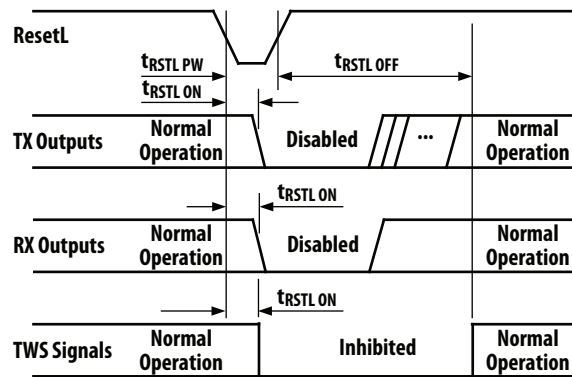 ResetL
tRSTL PW
tRSTL OFF
tRSTL ON
TX Outputs
Normal
Operation
Disabled
...
Normal
Operation
tRSTL ON
RX Outputs
Normal
Operation
Disabled
Normal
Operation
tRSTL ON
TWS Signals
Normal
Operation
Inhibited
Normal
Operation